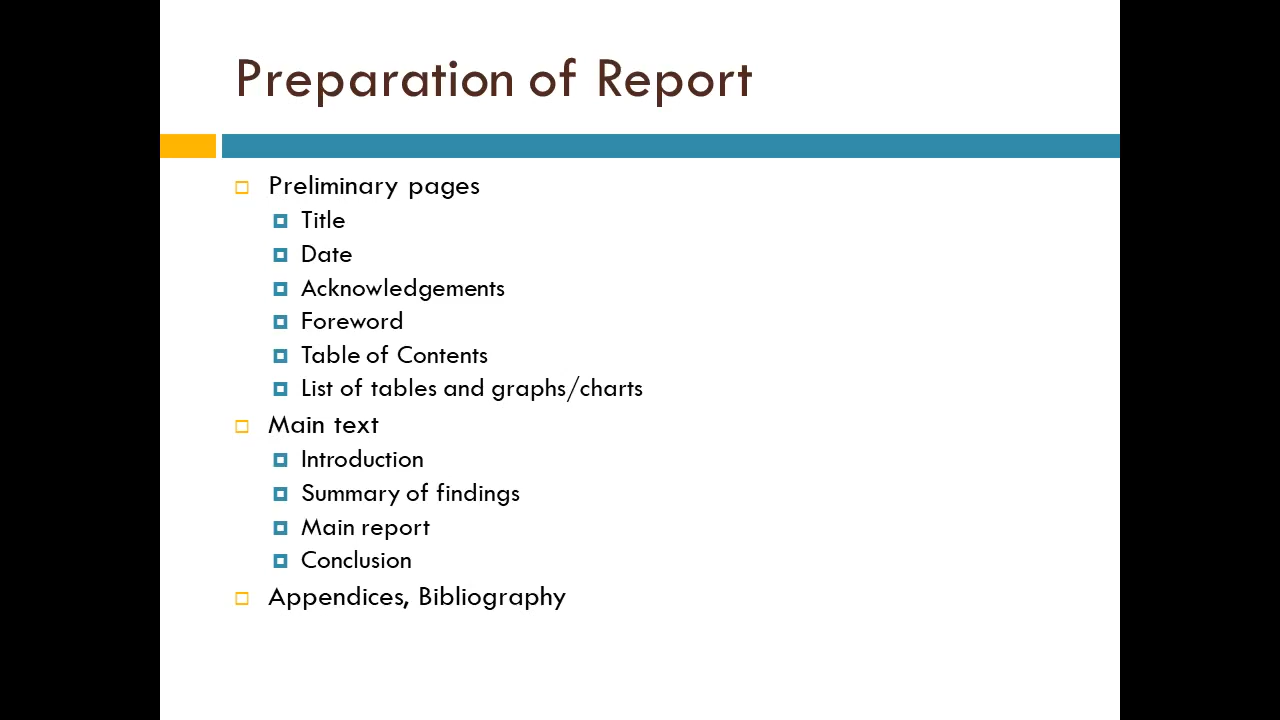 Preparation of Report
Preliminary pages
Title
Date
Acknowledgements
Foreword
Table of Contents
List of tables and graphs/charts
Main text
Introduction
Summary of findings
Main report
Conclusion
Appendices, Bibliography